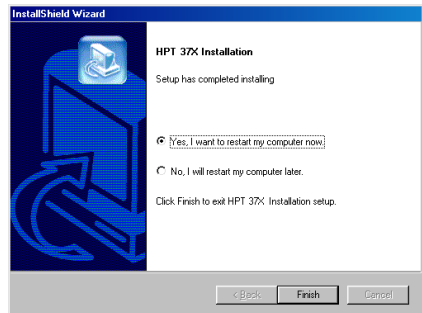 InstallShield Wizard
HPT 37X Installation
Setup has completed installing
Yes, I want to restart my computer now.
No, I will restart my computer later.
Click Finish to exit HPT 37X  Installation setup.
< Back
Finish
Cancel